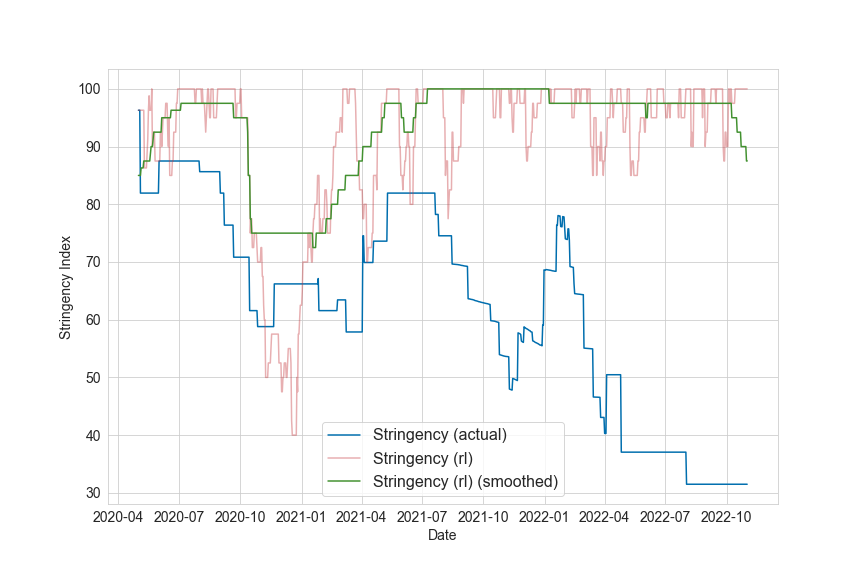 100
90
80
70
60
50
40
30
Stringency Index
Stringency (actual)
Stringency (rl)
Stringency (rl) (smoothed)
2020-04 2020-07 2020-10 2021-01 2021-04 2021-07 2021-10 2022-01 2022-04 2022-07 2022-10
Date